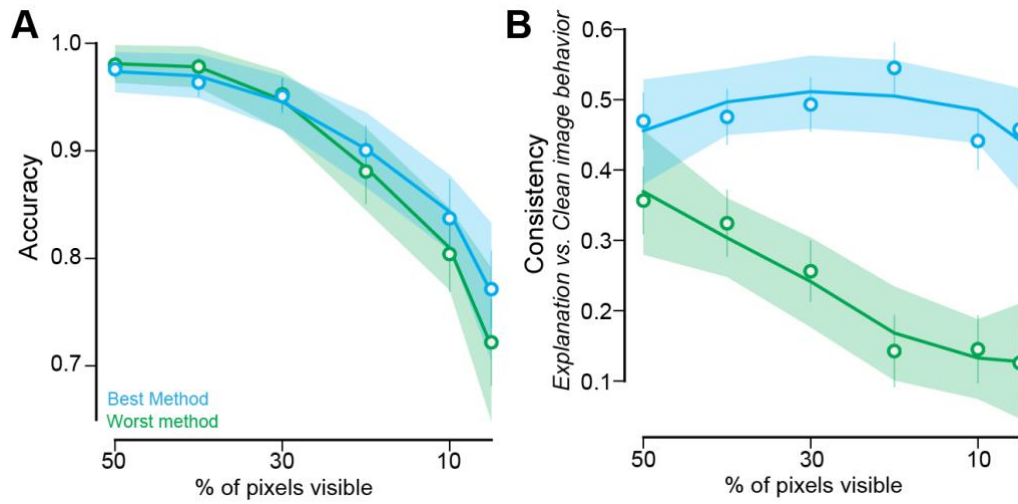 A
1.0
0.9
0.8
0.7
Accuracy
Best Method
Worst method
50
30
10
% of pixels visible
B
0.6
0.5
0.4
0.3
0.2
0.1
Consistency
Explanation vs. Clean image behavior
50
30
10
% of pixels visible